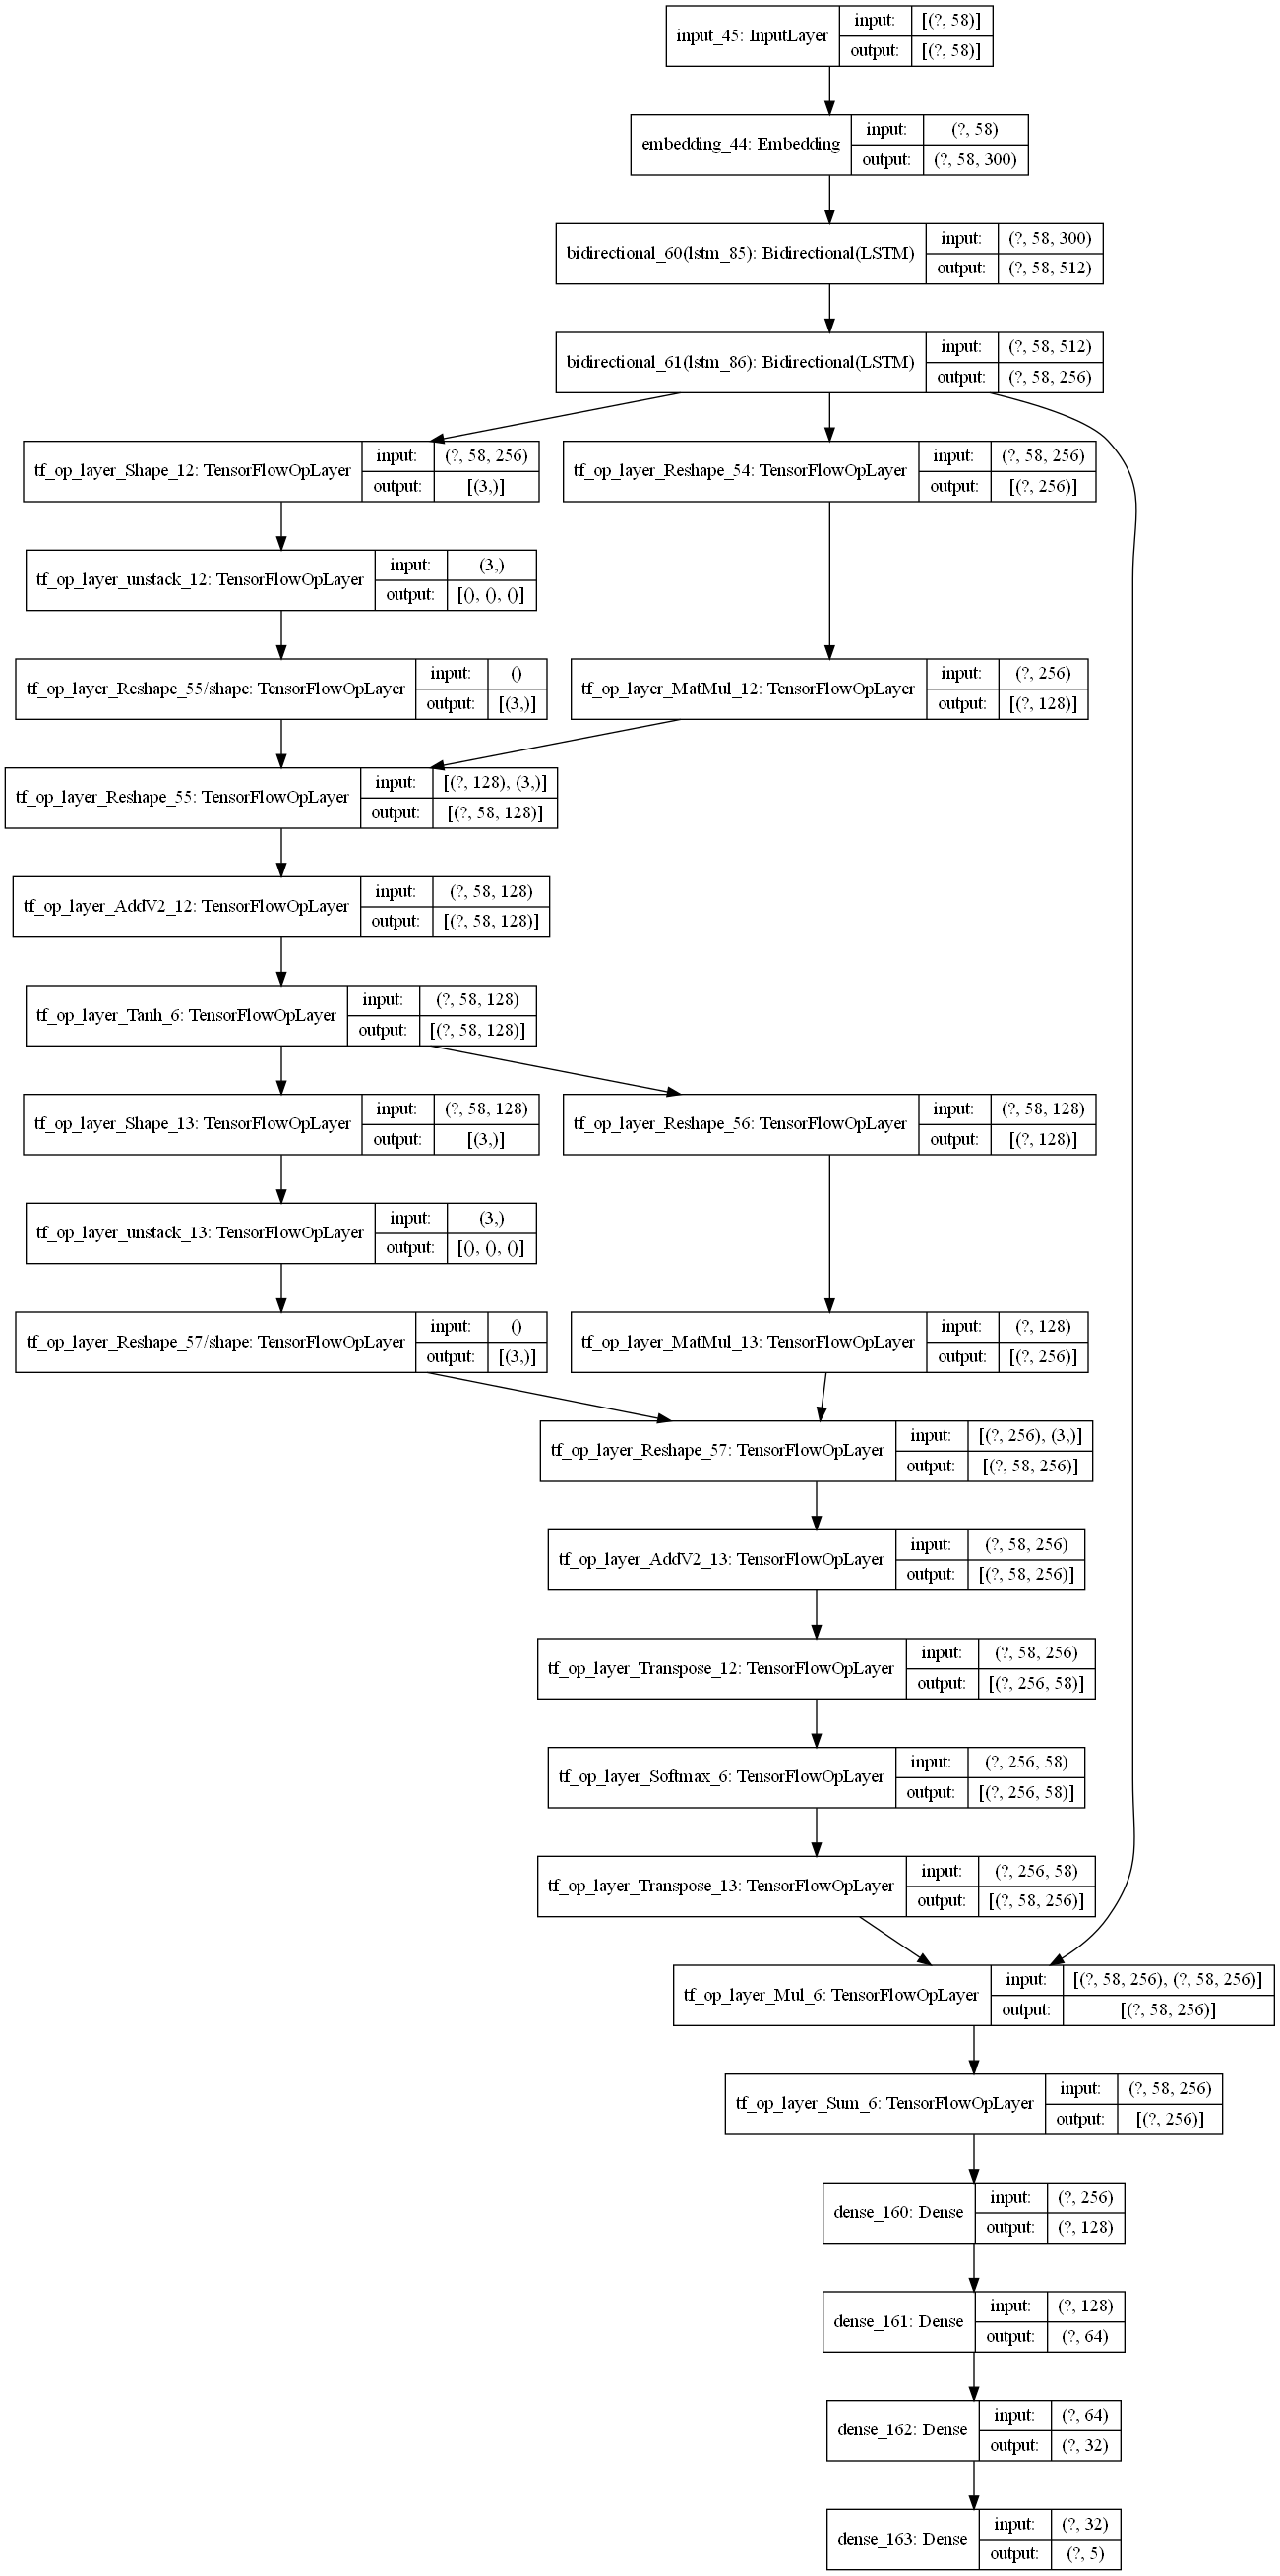 input_45: InputLayer
input: [(?, 58)]
output: [(?, 58)]
embedding_44: Embedding
input: (?, 58)
output: (?, 58, 300)
bidirectional_60(lstm_85): Bidirectional(LSTM)
input: (?, 58, 300)
output: (?, 58, 512)
bidirectional_61(lstm_86): Bidirectional(LSTM)
input: (?, 58, 512)
output: (?, 58, 256)
tf_op_layer_Shape_12: TensorFlowOpLayer
input: (?, 58, 256)
output: [(3,)]
tf_op_layer_Reshape_54: TensorFlowOpLayer
input: (?, 58, 256)
output: [(?, 256)]
tf_op_layer_unstack_12: TensorFlowOpLayer
input: (3,)
output: [(), (), ()]
tf_op_layer_Reshape_55/shape: TensorFlowOpLayer
input: ()
output: [(3,)]
tf_op_layer_MatMul_12: TensorFlowOpLayer
input: (?, 256)
output: [(?, 128)]
tf_op_layer_Reshape_55: TensorFlowOpLayer
input: [(?, 128), (3,)]
output: [(?, 58, 128)]
tf_op_layer_AddV2_12: TensorFlowOpLayer
input: (?, 58, 128)
output: [(?, 58, 128)]
tf_op_layer_Tanh_6: TensorFlowOpLayer
input: (?, 58, 128)
output: [(?, 58, 128)]
tf_op_layer_Shape_13: TensorFlowOpLayer
input: (?, 58, 128)
output: [(3,)]
tf_op_layer_Reshape_56: TensorFlowOpLayer
input: (?, 58, 128)
output: [(?, 128)]
tf_op_layer_unstack_13: TensorFlowOpLayer
input: (3,)
output: [(), (), ()]
tf_op_layer_Reshape_57/shape: TensorFlowOpLayer
input: ()
output: [(3,)]
tf_op_layer_MatMul_13: TensorFlowOpLayer
input: (?, 128)
output: [(?, 256)]
tf_op_layer_Reshape_57: TensorFlowOpLayer
input: [(?, 256), (3,)]
output: [(?, 58, 256)]
tf_op_layer_AddV2_13: TensorFlowOpLayer
input: (?, 58, 256)
output: [(?, 58, 256)]
tf_op_layer_Transpose_12: TensorFlowOpLayer
input: (?, 58, 256)
output: [(?, 256, 58)]
tf_op_layer_Softmax_6: TensorFlowOpLayer
input: (?, 256, 58)
output: [(?, 256, 58)]
tf_op_layer_Transpose_13: TensorFlowOpLayer
input: (?, 256, 58)
output: [(?, 58, 256)]
tf_op_layer_Mul_6: TensorFlowOpLayer
input: [(?, 58, 256), (?, 58, 256)]
output: [(?, 58, 256)]
tf_op_layer_Sum_6: TensorFlowOpLayer
input: (?, 58, 256)
output: [(?, 256)]
dense_160: Dense
input: (?, 256)
output: (?, 128)
dense_161: Dense
input: (?, 128)
output: (?, 64)
dense_162: Dense
input: (?, 64)
output: (?, 32)
dense_163: Dense
input: (?, 32)
output: (?, 5)